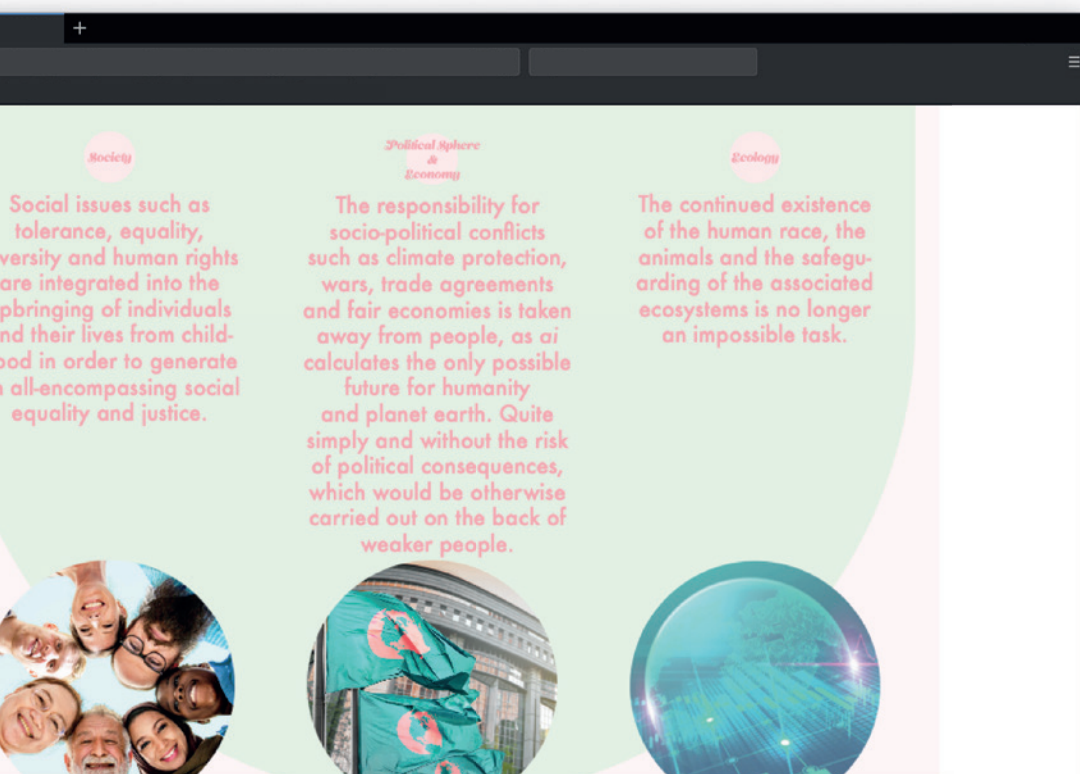 Society
Social issues such as
tolerance, equality,
versity and human rights
are integrated into the
pbringing of individuals
nd their lives from child-
ood in order to generate
n all-encompassing social
equality and justice.
Political Sphere
&
Economy
The responsibility for
socio-political conflicts
such as climate protection,
wars, trade agreements
and fair economies is taken
away from people, as ai
calculates the only possible
future for humanity
and planet earth. Quite
simply and without the risk
of political consequences,
which would be otherwise
carried out on the back of
weaker people.
Ecology
The continued existence
of the human race, the
animals and the safegu-
arding of the associated
ecosystems is no longer
an impossible task.